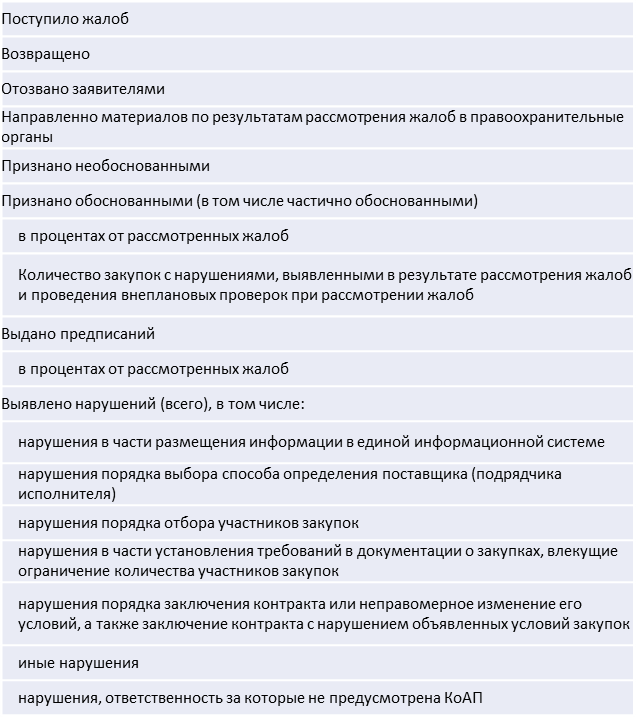 Поступило жалоб
Возвращено
Отозвано заявителями
Направленно материалов по результатам рассмотрения жалоб в правоохранительные
органы
Признано необоснованными
Признано обоснованными (в том числе частично обоснованными)
в процентах от рассмотренных жалоб
Количество закупок с нарушениями, выявленными в результате рассмотрения жалоб
и проведения внеплановых проверок при рассмотрении жалоб
Выдано предписаний
в процентах от рассмотренных жалоб
Выявлено нарушений (всего), в том числе:
нарушения в части размещения информации в единой информационной системе
нарушения порядка выбора способа определения поставщика (подрядчика
исполнителя)
нарушения порядка отбора участников закупок
нарушения в части установления требований в документации о закупках, влекущие
ограничение количества участников закупок
нарушения порядка заключения контракта или неправомерное изменение его
условий, а также заключение контракта с нарушением объявленных условий закупок
иные нарушения
нарушения, ответственность за которые не предусмотрена КоАП